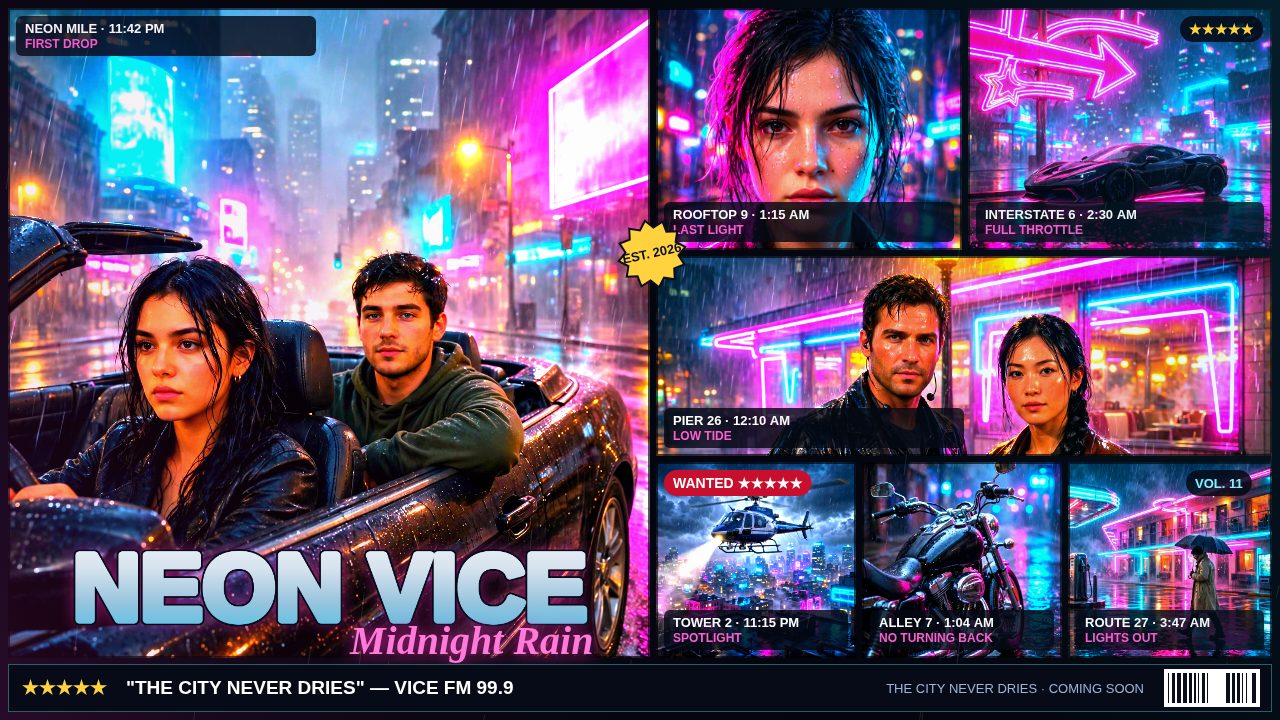 NEON MILE · 11:42 PM
FIRST DROP
ROOFTOP 9 · 1:15 AM
LAST LIGHT
★★★★★
INTERSTATE 6 · 2:30 AM
FULL THROTTLE
EST. 2026
PIER 26 · 12:10 AM
LOW TIDE
WANTED ★★★★★
TOWER 2 · 11:15 PM
SPOTLIGHT
ALLEY 7 · 1:04 AM
NO TURNING BACK
VOL. 11
ROUTE 27 · 3:47 AM
LIGHTS OUT
NEON VICE
Midnight Rain
★★★★★ "THE CITY NEVER DRIES" — VICE FM 99.9
THE CITY NEVER DRIES · COMING SOON